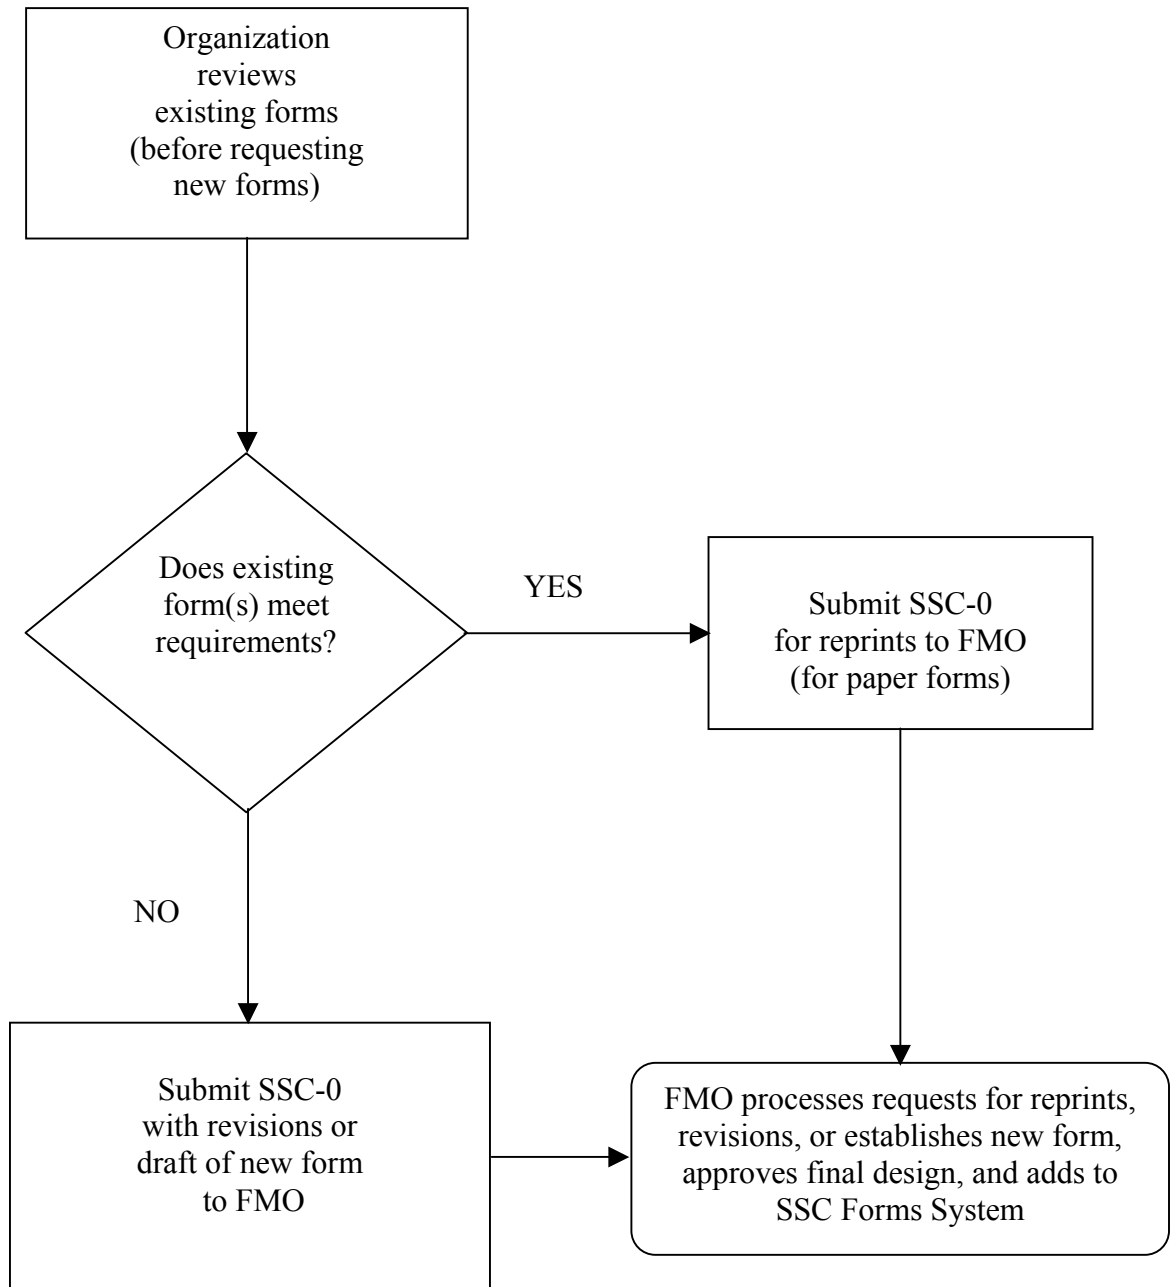 Organization
reviews
existing forms
(before requesting
new forms)
Does existing
form(s) meet
requirements?
YES
Submit SSC-0
for reprints to FMO
(for paper forms)
NO
Submit SSC-0
with revisions or
draft of new form
to FMO
FMO processes requests for reprints,
revisions, or establishes new form,
approves final design, and adds to
SSC Forms System